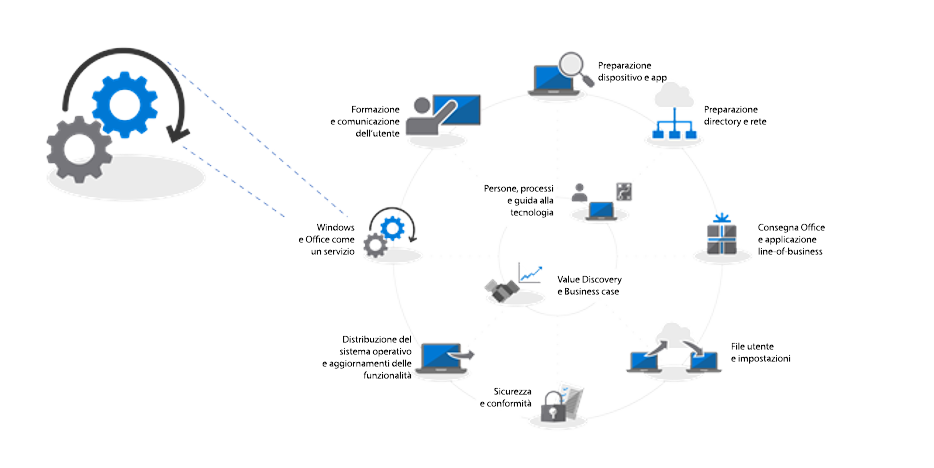 Preparazione
dispositivo e app
Formazione
e comunicazione
dell'utente
Preparazione
directory e rete
Persone, processi
e guida alla
tecnologia
Windows
e Office come
un servizio
Consegna Office
e applicazione
line-of-business
Value Discovery
e Business case
Distribuzione del
sistema operativo
e aggiornamenti delle
funzionalità
File utente
e impostazioni
Sicurezza
e conformità